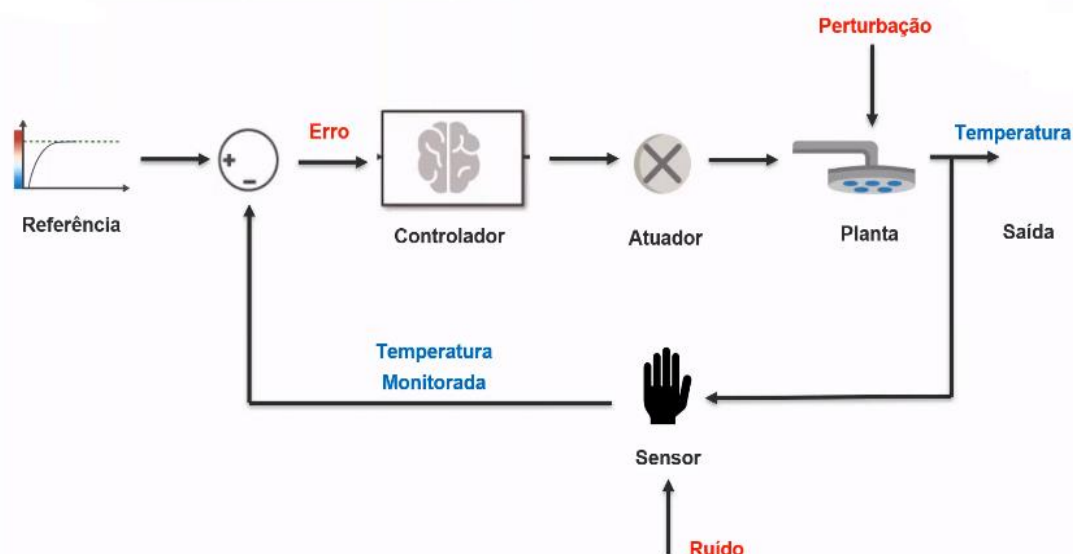 Perturbação
Erro
Temperatura
Referência
Controlador
Atuador
Planta
Saída
Temperatura
Monitorada
Sensor
Ruído